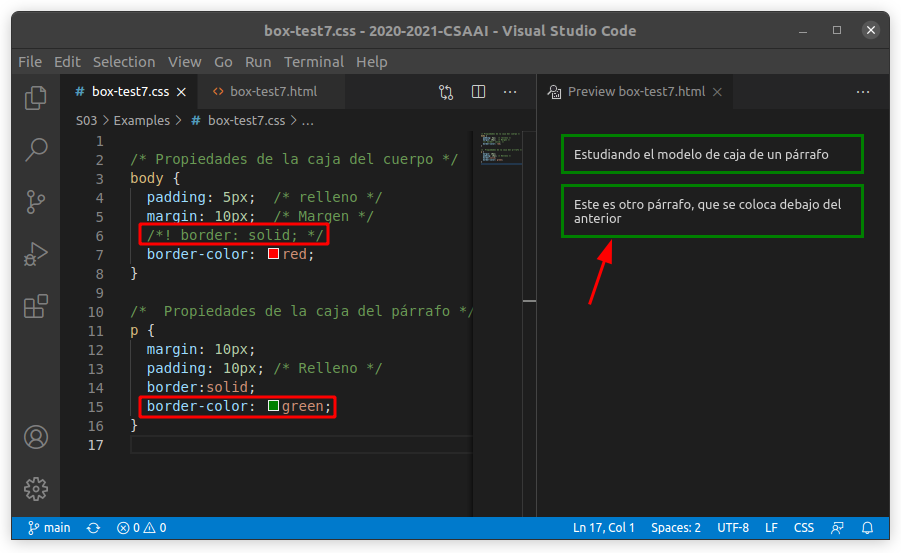 box-test7.css - 2020-2021-CSAAI - Visual Studio Code
File Edit Selection View Go Run Terminal Help
# box-test7.css × <> box-test7.html ···
Preview box-test7.html × ···
S03 > Examples > # box-test7.css > ...
1
2 /* Propiedades de la caja del cuerpo */
3 body {
4 padding: 5px; /* relleno */
5 margin: 10px; /* Margen */
6 /*! border: solid; */
7 border-color: red;
8 }
9
10 /* Propiedades de la caja del párrafo */
11 p {
12 margin: 10px;
13 padding: 10px; /* Relleno */
14 border:solid;
15 border-color: green;
16 }
17
Estudiando el modelo de caja de un párrafo
Este es otro párrafo, que se coloca debajo del
anterior
main 0 0 Ln 17, Col 1 Spaces: 2 UTF-8 LF CSS